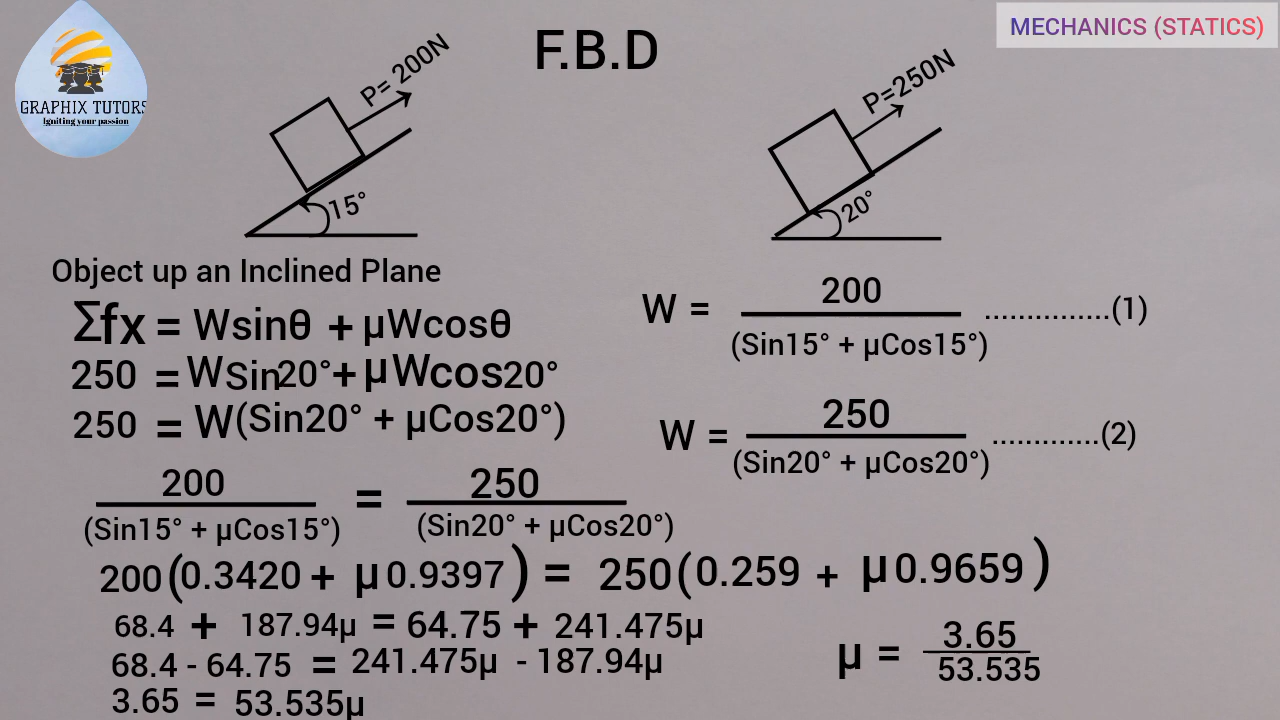 MECHANICS (STATICS)
GRAPHIX TUTORS
Igniting your passion
F.B.D
P= 200N
15°
P=250N
20°
Object up an Inclined Plane
Σfx = Wsinθ + μWcosθ
250 = WSin20° + μWcos20°
250 = W(Sin20° + μCos20°)
W = 200 ...............(1)
(Sin15° + μCos15°)
W = 250 .............(2)
(Sin20° + μCos20°)
200 = 250
(Sin15° + μCos15°) (Sin20° + μCos20°)
200(0.3420 + μ0.9397) = 250(0.259 + μ0.9659)
68.4 + 187.94μ = 64.75 + 241.475μ
68.4 - 64.75 = 241.475μ - 187.94μ
3.65 = 53.535μ
μ = 3.65
53.535